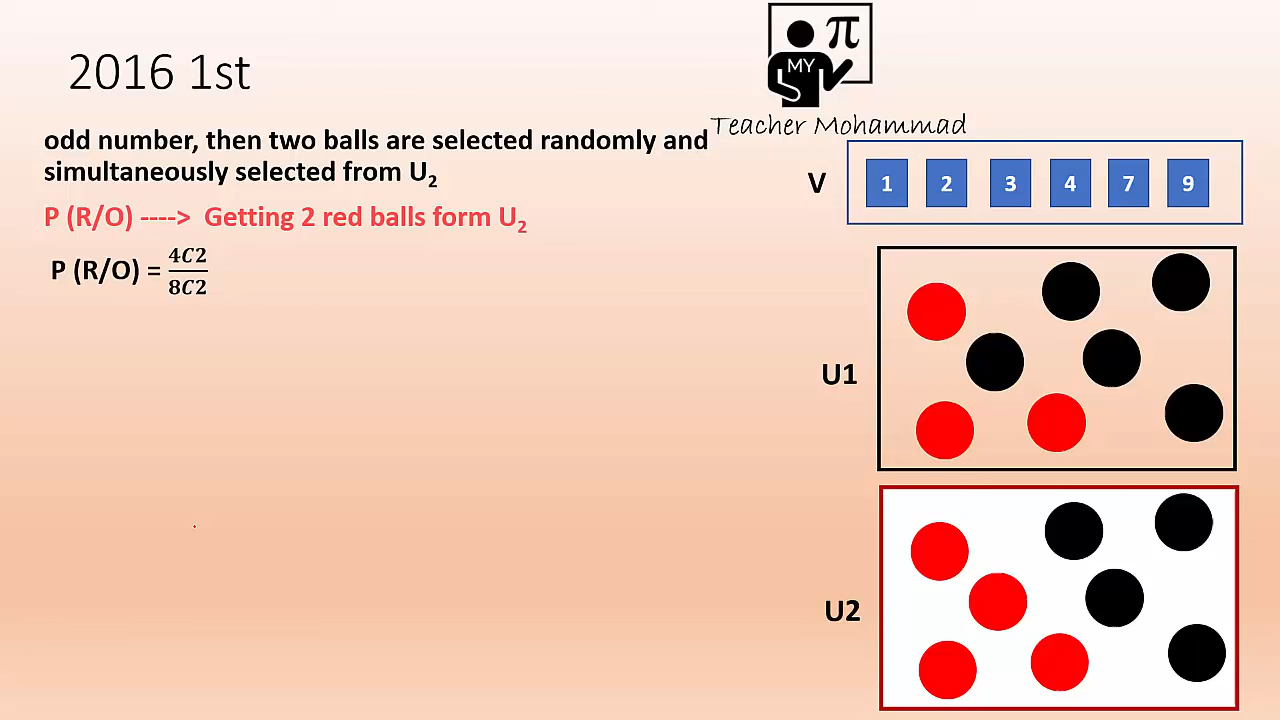 2016 1st
π
MY
Teacher Mohammad
odd number, then two balls are selected randomly and
simultaneously selected from U₂
P (R/O) ----> Getting 2 red balls form U₂
P (R/O) = 4C2/8C2
V 1 2 3 4 7 9
U1
U2